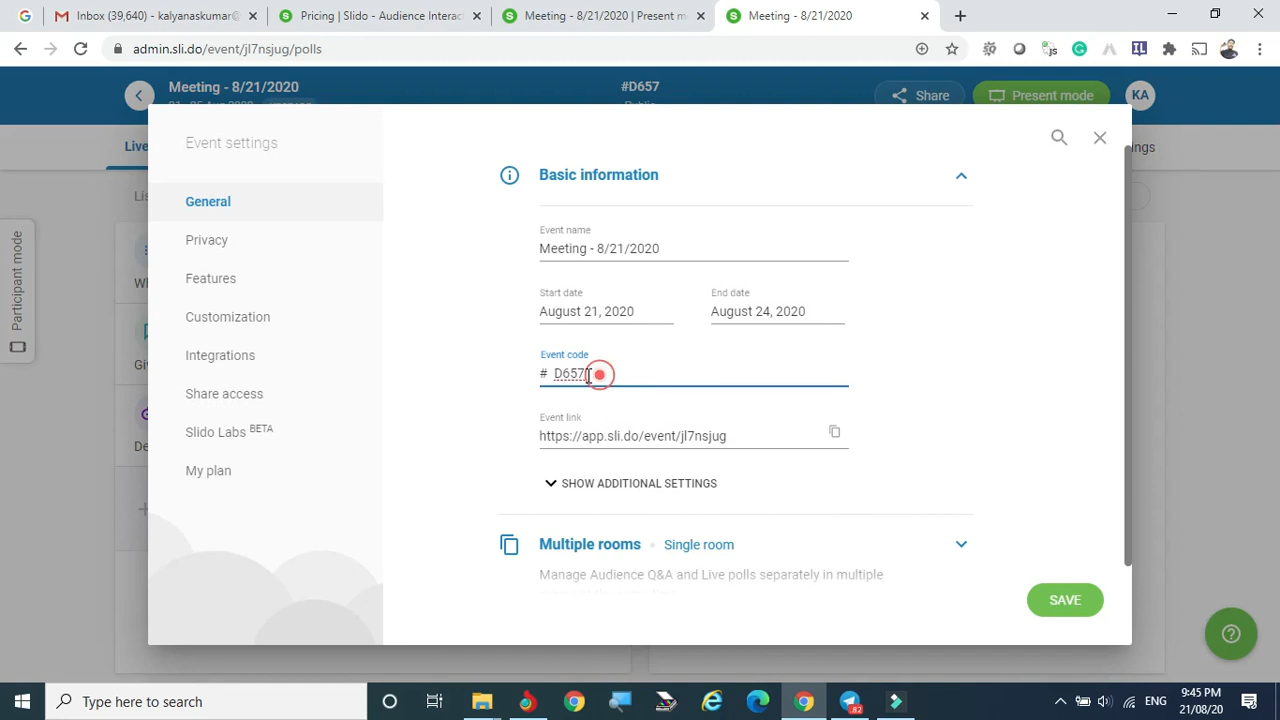 Inbox (39,640) - kalyanaskumar@
Pricing | Slido - Audience Interac
Meeting - 8/21/2020 | Present m
Meeting - 8/21/2020
admin.sli.do/event/jl7nsjug/polls
Meeting - 8/21/2020
#D657
Public
Share
Present mode
KA
Live
Event settings
General
Privacy
Features
Customization
Integrations
Share access
Slido Labs BETA
My plan
Participant mode
Basic information
Event name
Meeting - 8/21/2020
Start date
End date
August 21, 2020
August 24, 2020
Event code
# D657
Event link
https://app.sli.do/event/jl7nsjug
SHOW ADDITIONAL SETTINGS
Multiple rooms • Single room
Manage Audience Q&A and Live polls separately in multiple
SAVE
Type here to search
82
ENG
9:45 PM
21/08/20